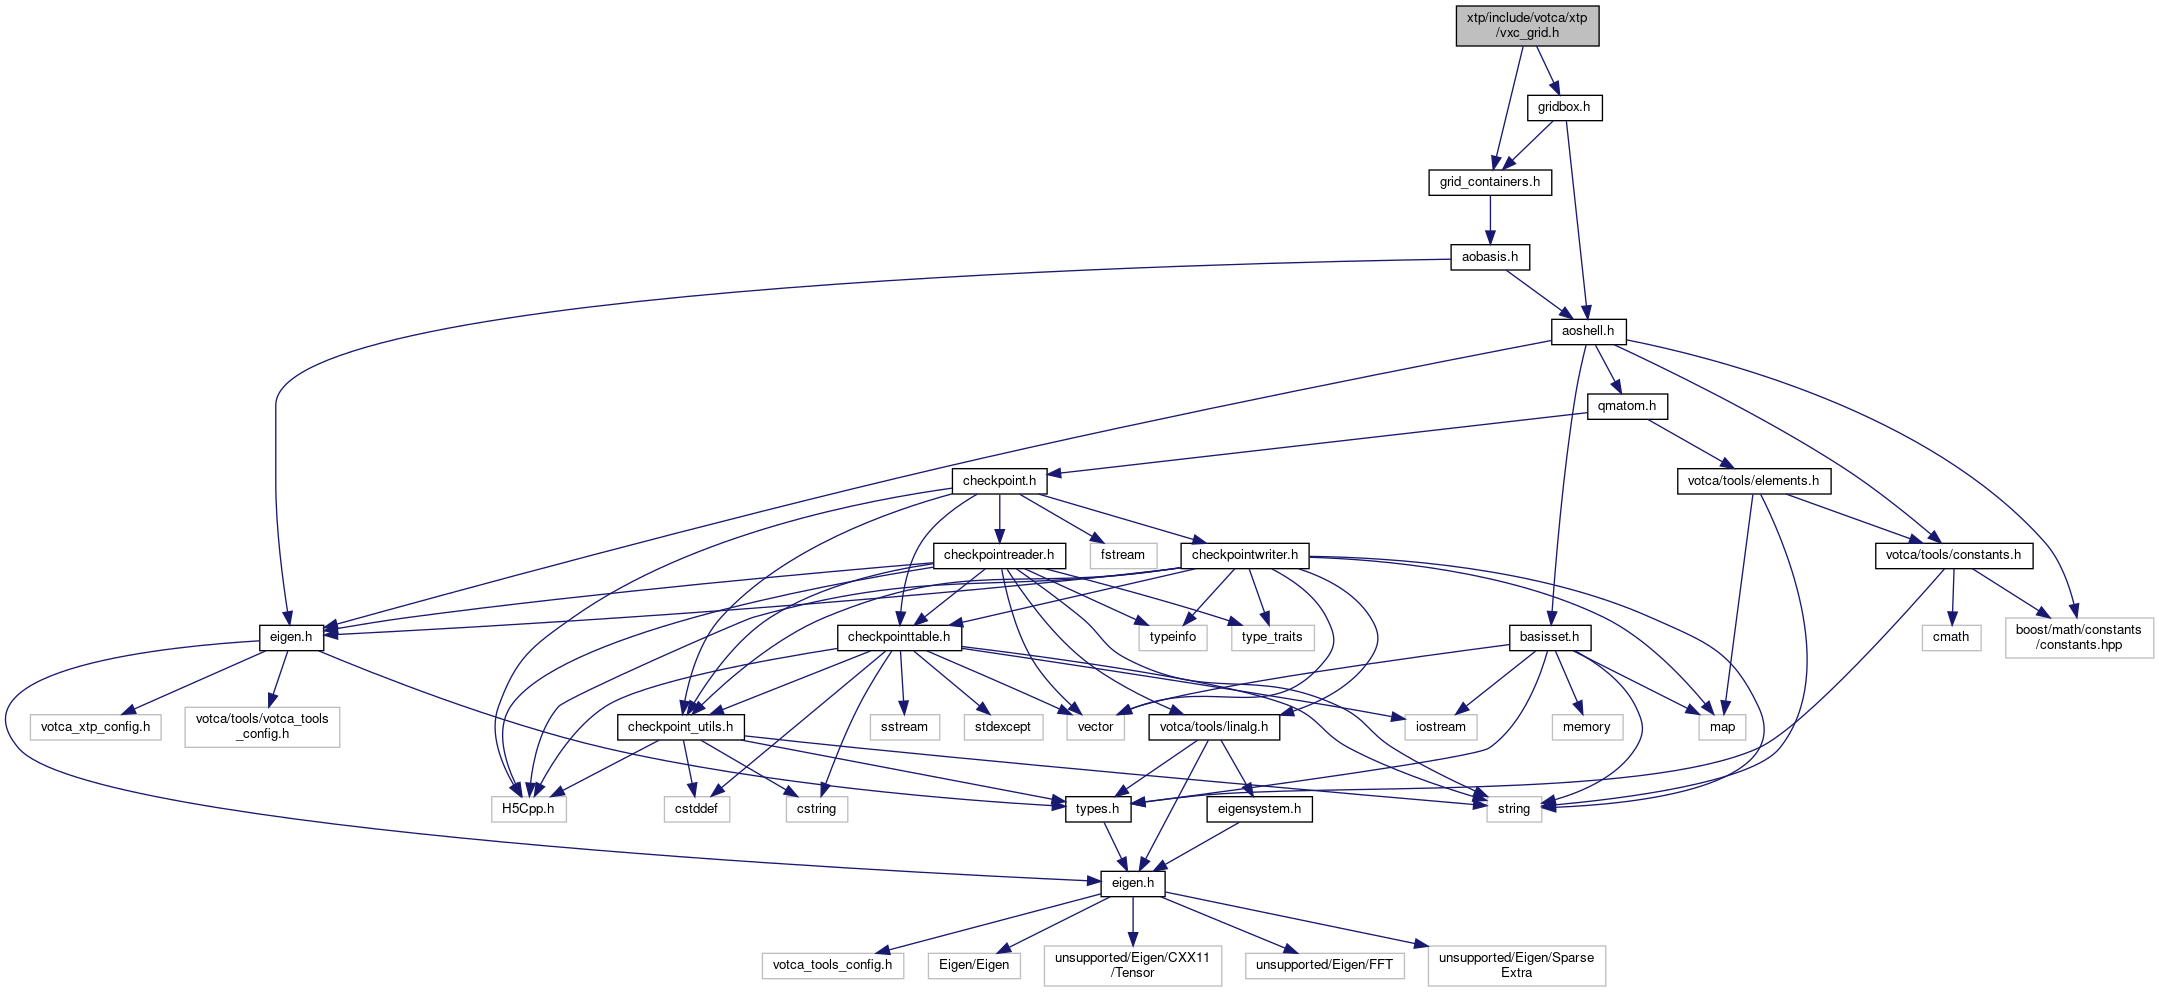 xtp/include/votca/xtp
/vxc_grid.h
gridbox.h
grid_containers.h
aobasis.h
aoshell.h
qmatom.h
checkpoint.h
votca/tools/elements.h
checkpointreader.h
fstream
checkpointwriter.h
votca/tools/constants.h
eigen.h
checkpointtable.h
typeinfo
type_traits
basisset.h
cmath
boost/math/constants
/constants.hpp
votca_xtp_config.h
votca/tools/votca_tools
_config.h
checkpoint_utils.h
sstream
stdexcept
vector
votca/tools/linalg.h
iostream
memory
map
H5Cpp.h
cstddef
cstring
types.h
eigensystem.h
string
eigen.h
votca_tools_config.h
Eigen/Eigen
unsupported/Eigen/CXX11
/Tensor
unsupported/Eigen/FFT
unsupported/Eigen/Sparse
Extra